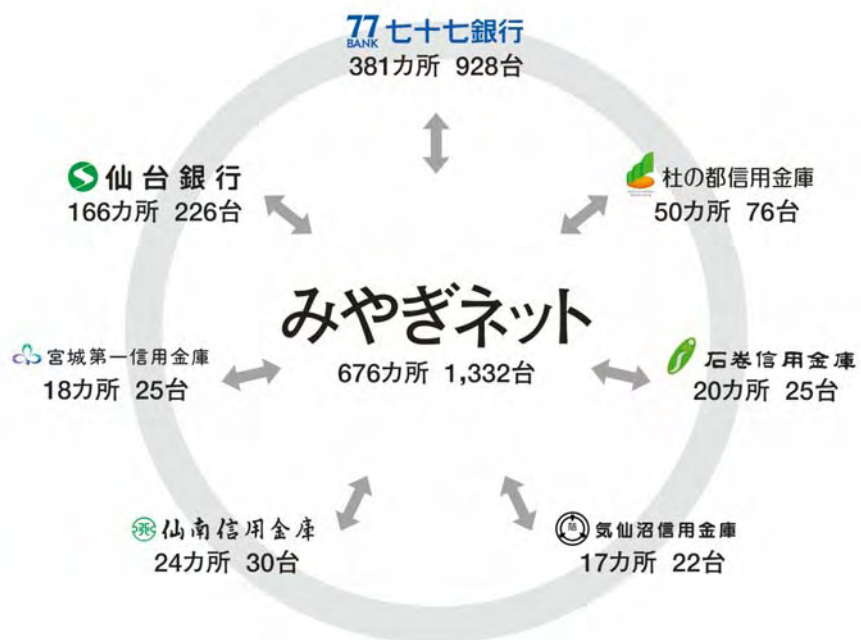 77 BANK 七十七銀行
381カ所 928台
仙台銀行
166カ所 226台
杜の都信用金庫
50カ所 76台
みやぎネット
676カ所 1,332台
宮城第一信用金庫
18カ所 25台
石巻信用金庫
20カ所 25台
仙南信用金庫
24カ所 30台
気仙沼信用金庫
17カ所 22台